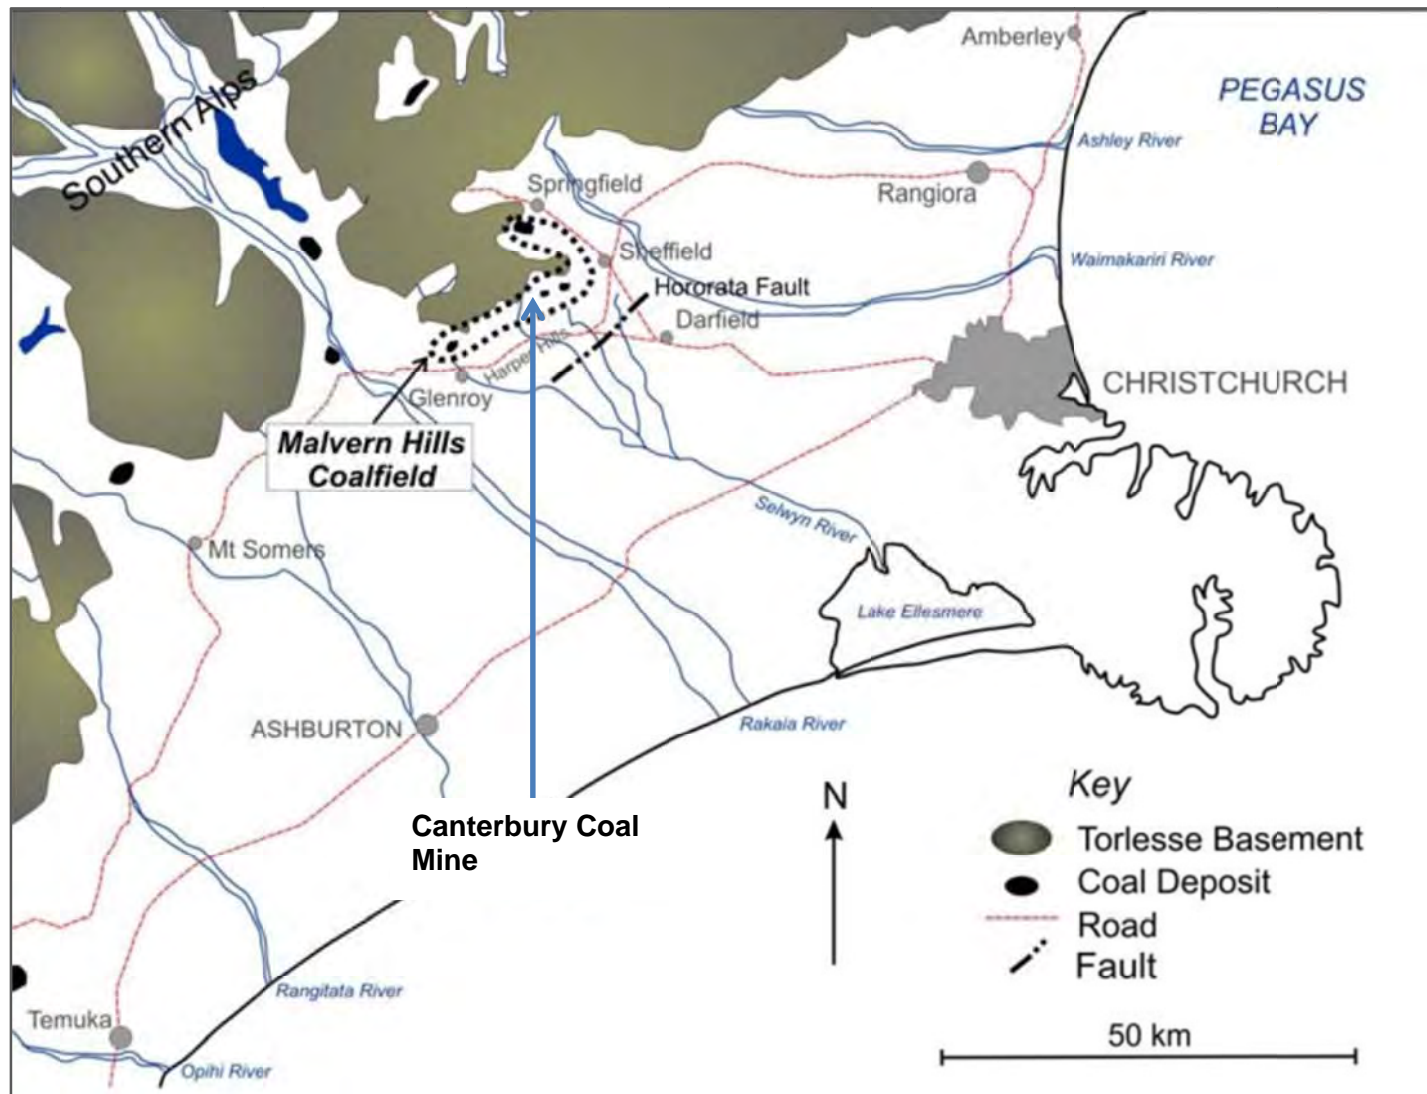 Amberley
PEGASUS
BAY
Southern Alps
Ashley River
Springfield
Rangiora
Sheffield
Waimakariri River
Hororata Fault
Darfield
Harper Hills
CHRISTCHURCH
Glenroy
Malvern Hills
Coalfield
Selwyn River
Mt Somers
Lake Ellesmere
ASHBURTON
Rakaia River
Canterbury Coal
Mine
N
Key
Torlesse Basement
Coal Deposit
Road
Fault
Rangitata River
Temuka
50 km
Opihi River